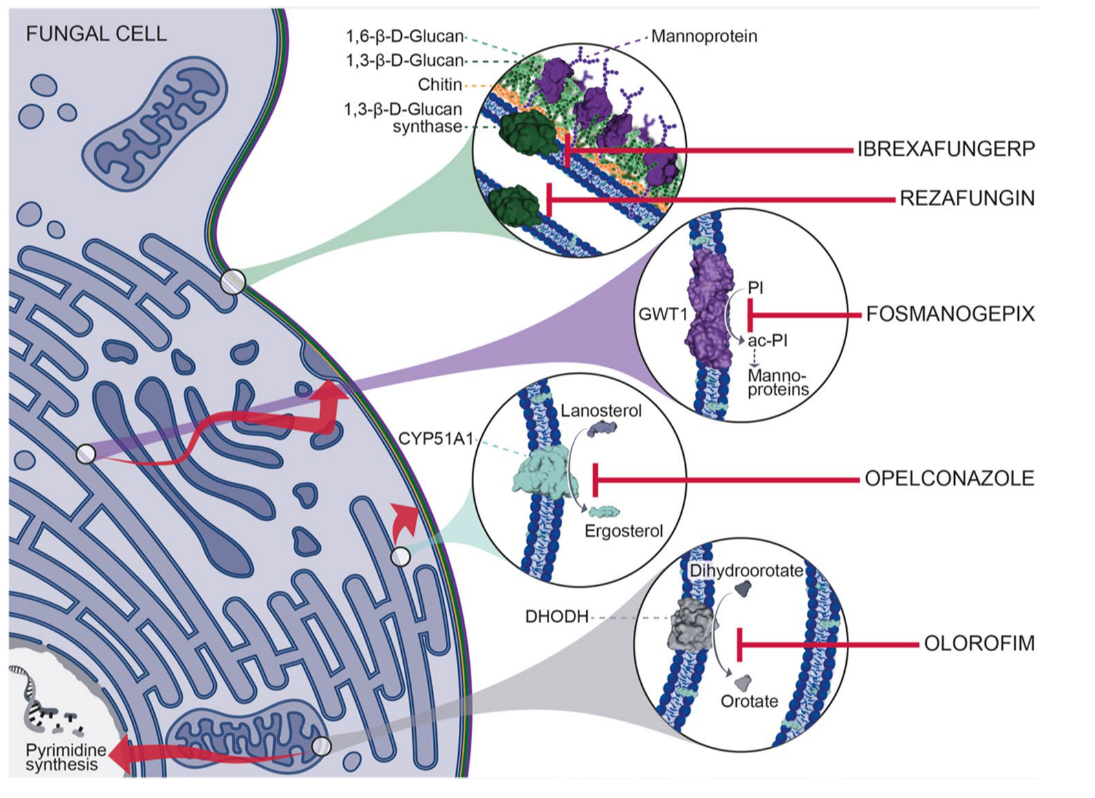 FUNGAL CELL
1,6-β-D-Glucan
1,3-β-D-Glucan
Chitin
1,3-β-D-Glucan
synthase
Mannoprotein
IBREXAFUNGERP
REZAFUNGIN
GWT1
PI
ac-PI
Manno-
proteins
FOSMANOGEPIX
CYP51A1
Lanosterol
Ergosterol
OPELCONAZOLE
DHODH
Dihydroorotate
Orotate
OLOROFIM
Pyrimidine
synthesis